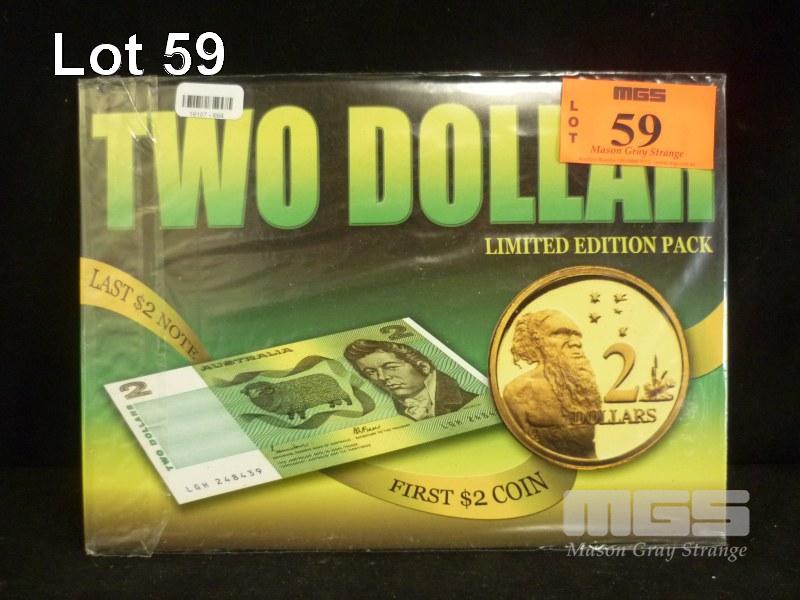 Lot 59
MGS
LOT
59
Mason Gray Strange
TWO DOLLAR
LIMITED EDITION PACK
LAST $2 NOTE
AUSTRALIA
2
2
TWO DOLLARS
LQH 248439
2
DOLLARS
FIRST $2 COIN
MGS
Mason Gray Strange